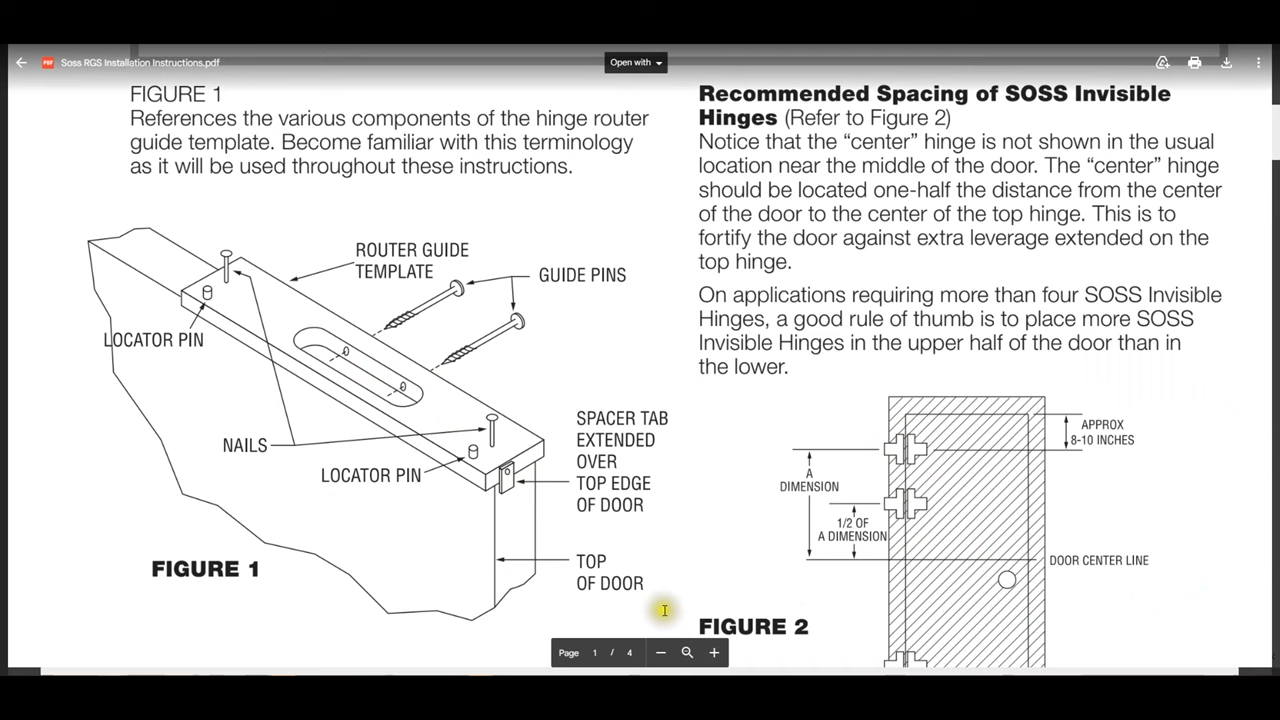 Soss RGS Installation Instructions.pdf
Open with
FIGURE 1
References the various components of the hinge router
guide template. Become familiar with this terminology
as it will be used throughout these instructions.
ROUTER GUIDE
TEMPLATE
GUIDE PINS
LOCATOR PIN
NAILS
LOCATOR PIN
SPACER TAB
EXTENDED
OVER
TOP EDGE
OF DOOR
TOP
OF DOOR
FIGURE 1
Recommended Spacing of SOSS Invisible
Hinges (Refer to Figure 2)
Notice that the “center” hinge is not shown in the usual
location near the middle of the door. The “center” hinge
should be located one-half the distance from the center
of the door to the center of the top hinge. This is to
fortify the door against extra leverage extended on the
top hinge.
On applications requiring more than four SOSS Invisible
Hinges, a good rule of thumb is to place more SOSS
Invisible Hinges in the upper half of the door than in
the lower.
APPROX
8-10 INCHES
A
DIMENSION
1/2 OF
A DIMENSION
DOOR CENTER LINE
FIGURE 2
Page 1 / 4